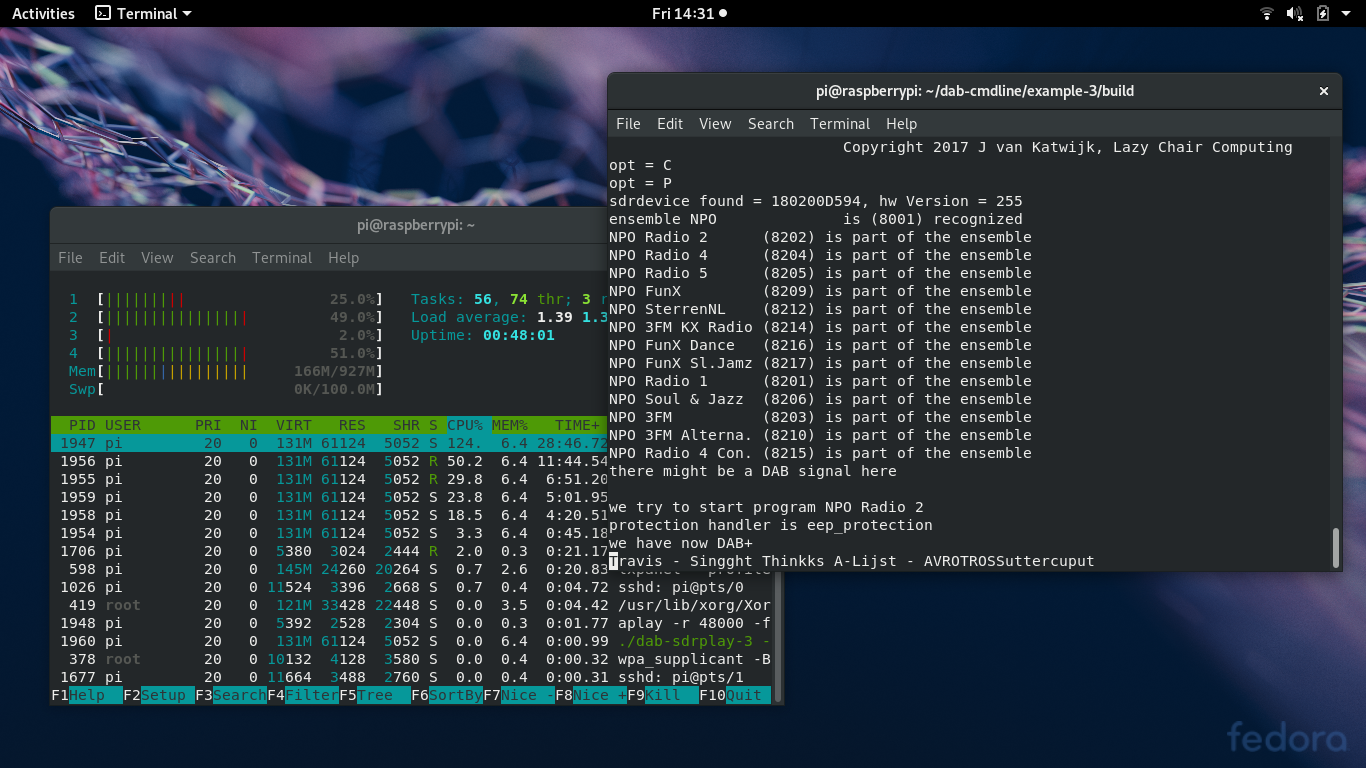 Activities Terminal Fri 14:31
pi@raspberrypi: ~/dab-cmdline/example-3/build
File Edit View Search Terminal Help
Copyright 2017 J van Katwijk, Lazy Chair Computing
opt = C
opt = P
sdrdevice found = 180200D594, hw Version = 255
ensemble NPO is (8001) recognized
NPO Radio 2 (8202) is part of the ensemble
NPO Radio 4 (8204) is part of the ensemble
NPO Radio 5 (8205) is part of the ensemble
NPO FunX (8209) is part of the ensemble
NPO SterrenNL (8212) is part of the ensemble
NPO 3FM KX Radio (8214) is part of the ensemble
NPO FunX Dance (8216) is part of the ensemble
NPO FunX Sl.Jamz (8217) is part of the ensemble
NPO Radio 1 (8201) is part of the ensemble
NPO Soul & Jazz (8206) is part of the ensemble
NPO 3FM (8203) is part of the ensemble
NPO 3FM Alterna. (8210) is part of the ensemble
NPO Radio 4 Con. (8215) is part of the ensemble
there might be a DAB signal here
we try to start program NPO Radio 2
protection handler is eep_protection
we have now DAB+
Travis - Singght Thinkks A-Lijst - AVROTROSSuttercuput
pi@raspberrypi: ~
File Edit View Search Terminal Help
1 [||||||||| 25.0%] Tasks: 56, 74 thr; 3
2 [|||||||||||||||| 49.0%] Load average: 1.39
3 [| 2.0%] Uptime: 00:48:01
4 [|||||||||||||||| 51.0%]
Mem[|||||||||||||||| 166M/927M]
Swp[ 0K/100.0M]
PID USER PRI NI VIRT RES SHR S CPU% MEM% TIME+
1947 pi 20 0 131M 61124 5052 S 124. 6.4 28:46.72
1956 pi 20 0 131M 61124 5052 R 50.2 6.4 11:44.54
1955 pi 20 0 131M 61124 5052 R 29.8 6.4 6:51.20
1959 pi 20 0 131M 61124 5052 S 23.8 6.4 5:01.95
1958 pi 20 0 131M 61124 5052 S 18.5 6.4 4:20.51
1954 pi 20 0 131M 61124 5052 S 3.3 6.4 0:45.18
1706 pi 20 0 5380 3024 2444 R 2.0 0.3 0:21.17
598 pi 20 0 145M 24260 20264 S 0.7 2.6 0:20.83
1026 pi 20 0 11524 3396 2668 S 0.7 0.4 0:04.72 sshd: pi@pts/0
419 root 20 0 121M 33428 22448 S 0.0 3.5 0:04.42 /usr/lib/xorg/Xor
1948 pi 20 0 5392 2528 2304 S 0.0 0.3 0:01.77 aplay -r 48000 -f
1960 pi 20 0 131M 61124 5052 S 0.0 6.4 0:00.99 ./dab-sdrplay-3 -
378 root 20 0 10132 4128 3580 S 0.0 0.4 0:00.32 wpa_supplicant -B
1677 pi 20 0 11664 3488 2760 S 0.0 0.4 0:00.31 sshd: pi@pts/1
F1Help F2Setup F3SearchF4FilterF5Tree F6SortByF7Nice -F8Nice +F9Kill F10Quit
fedora